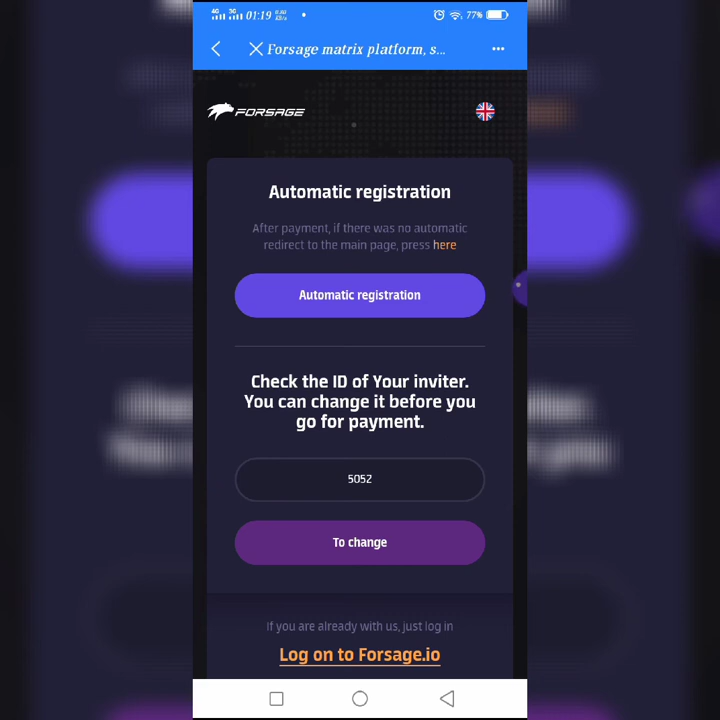 4G 3G 01:19 77%
Forsage matrix platform, s...
FORSAGE
Automatic registration
After payment, if there was no automatic
redirect to the main page, press here
Automatic registration
Check the ID of Your inviter.
You can change it before you
go for payment.
5052
To change
If you are already with us, just log in
Log on to Forsage.io